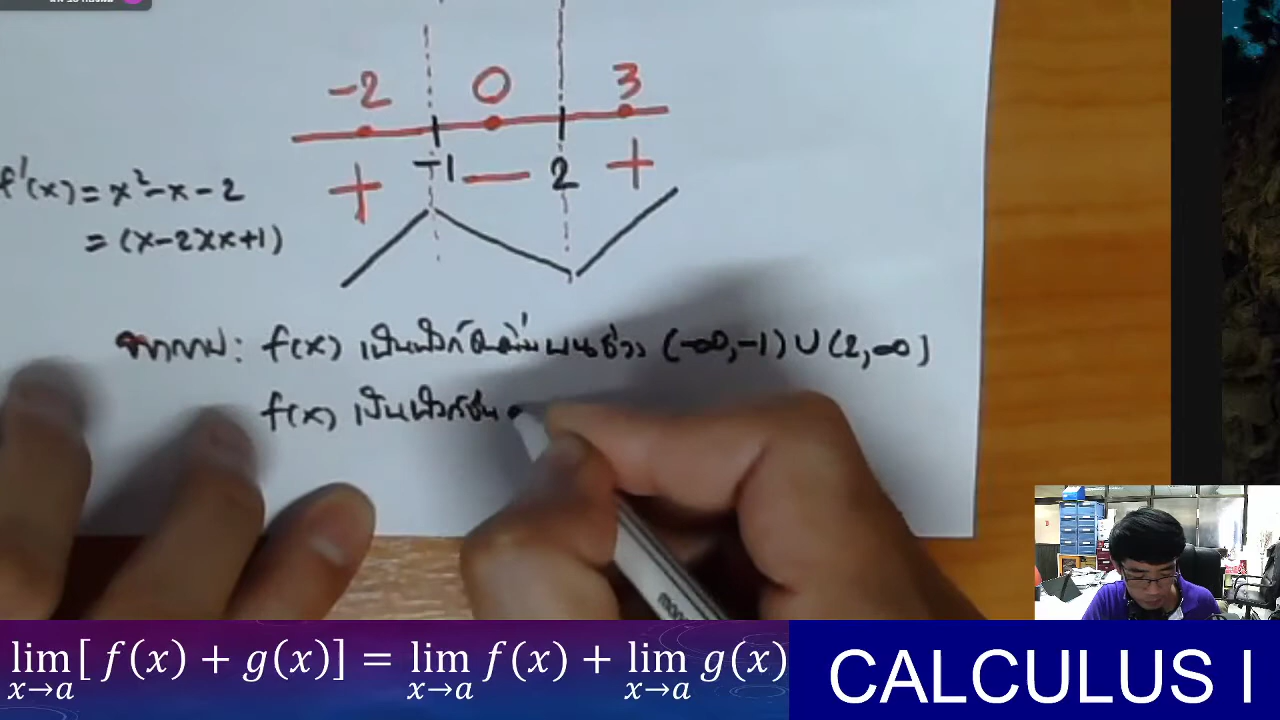 -2 0 3
+ -1 — 2 +
f'(x) = x²-x-2
= (x-2)(x+1)
f(x) เป็นฟังก์ชันเพิ่มบนช่วง (-∞,-1) ∪ (2,∞)
f(x) เป็นฟังก์ชัน
lim x→a [f(x) + g(x)] = lim x→a f(x) + lim x→a g(x)
CALCULUS I